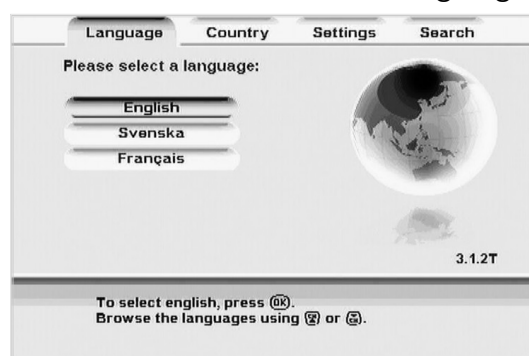 Language Country Settings Search
Please select a language:
English
Svenska
Français
3.1.2T
To select english, press OK.
Browse the languages using or .